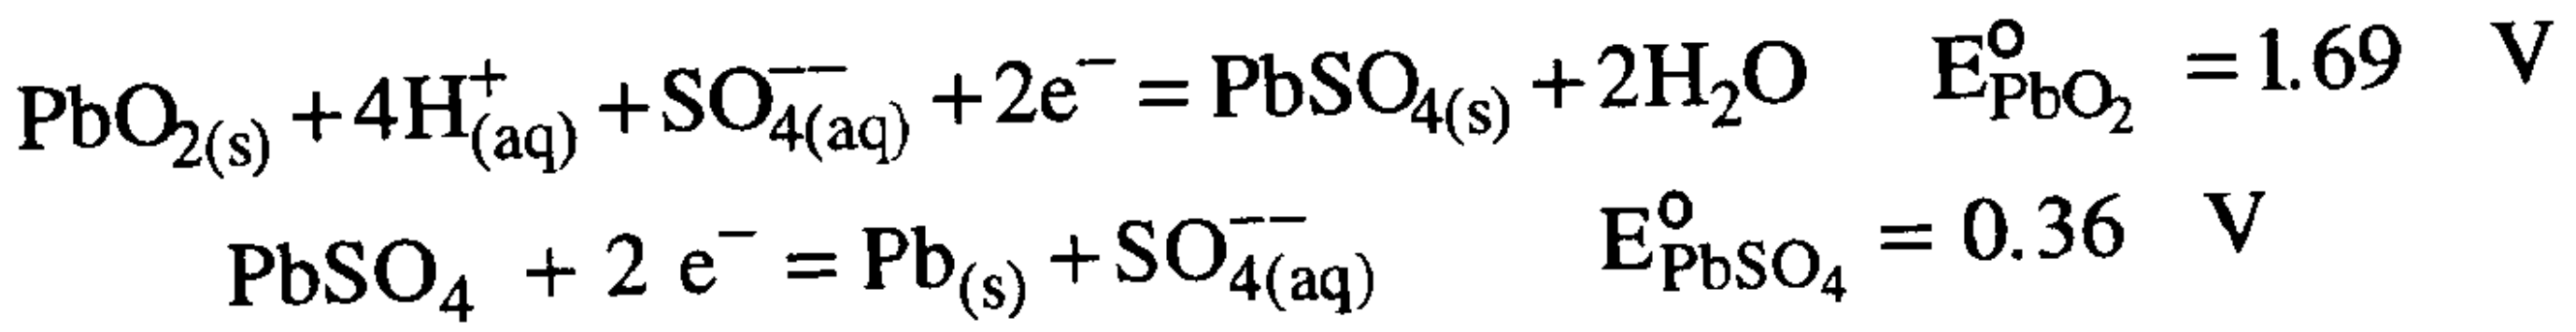 PbO₂₍ₛ₎ + 4H⁺(aq) + SO₄⁻⁻(aq) + 2e⁻ = PbSO₄₍ₛ₎ + 2H₂O E°PbO₂ = 1.69 V
PbSO₄ + 2 e⁻ = Pb₍ₛ₎ + SO₄⁻⁻(aq) E°PbSO₄ = 0.36 V